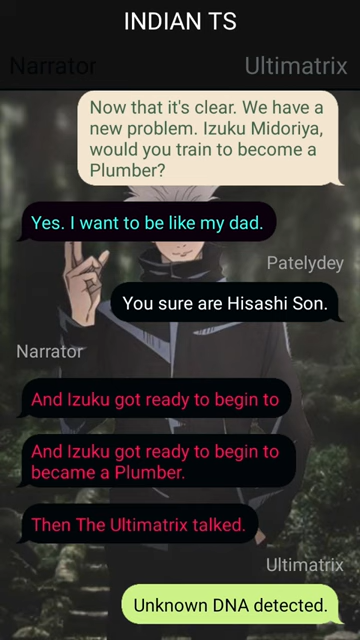 INDIAN TS
Narrator
Ultimatrix
Now that it's clear. We have a
new problem. Izuku Midoriya,
would you train to become a
Plumber?
Yes. I want to be like my dad.
Patelydey
You sure are Hisashi Son.
Narrator
And Izuku got ready to begin to
And Izuku got ready to begin to
became a Plumber.
Then The Ultimatrix talked.
Ultimatrix
Unknown DNA detected.